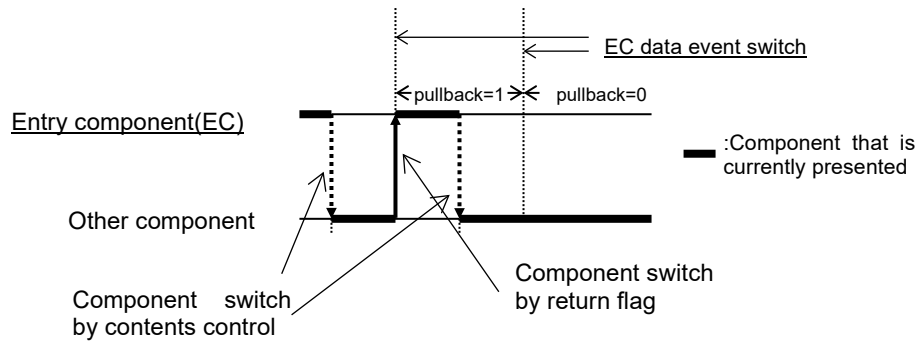 EC data event switch
pullback=1
pullback=0
Entry component(EC)
:Component that is
currently presented
Other component
Component switch
by contents control
Component switch
by return flag